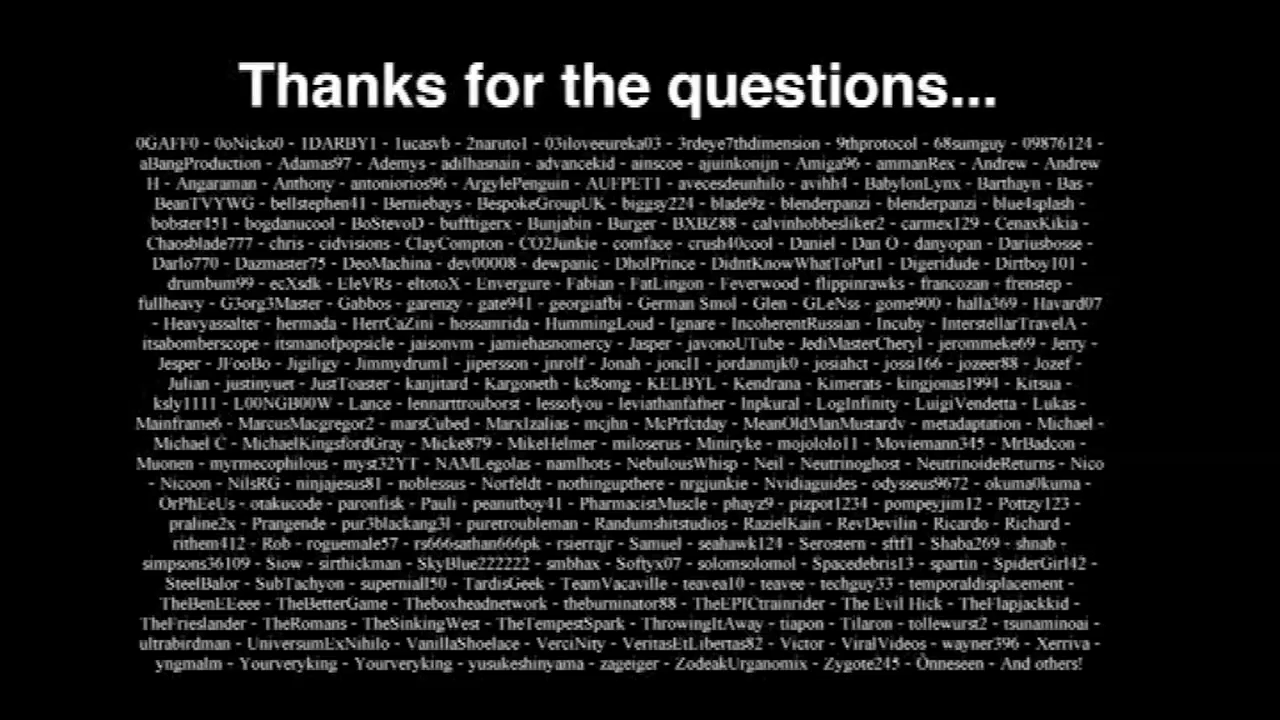 Thanks for the questions...
0GAFF0 - 0oNicko0 - 1DARBY1 - 1ucasvb - 2naruto1 - 03iloveeureka03 - 3rdeye7thdimension - 9thprotocol - 68sumguy - 09876124 -
aBangProduction - Adamas97 - Ademys - adilhasnain - advancekid - ainscoe - ajuinkonijn - Amiga96 - ammanRex - Andrew - Andrew
H - Angaraman - Anthony - antoniorios96 - ArgylePenguin - AUFPET1 - avecesdeunhilo - avihh4 - BabylonLynx - Barthayn - Bas -
BeanTVYWG - bellstephen41 - Berniebays - BespokeGroupUK - biggsy224 - blade9z - blenderpanzi - blenderpanzi - blue4splash -
bobster451 - bogdanucool - BoStevoD - bufftigerx - Bunjabin - Burger - BXBZ88 - calvinhobbesliker2 - carmex129 - CenaxKikia -
Chaosblade777 - chris - cidvisions - ClayCompton - CO2Junkie - comface - crush40cool - Daniel - Dan O - danyopan - Dariusbosse -
Darlo770 - Dazmaster75 - DeoMachina - dev00008 - dewpanic - DholPrince - DidntKnowWhatToPut1 - Digeridude - Dirtboy101 -
drumbum99 - ecXsdk - EleVRs - eltotoX - Envergure - Fabian - FatLingon - Feverwood - flippinrawks - francozan - frenstep -
fullheavy - G3org3Master - Gabbos - garenzy - gate941 - georgiafbi - German Smol - Glen - GLeNss - gome900 - halla369 - Havard07
- Heavyassalter - hermada - HerrCaZini - hossamrida - HummingLoud - Ignare - IncoherentRussian - Incuby - InterstellarTravelA -
itsabomberscope - itsmanofpopsicle - jaisonvm - jamiehasnomercy - Jasper - javonoUTube - JediMasterCheryl - jerommeke69 - Jerry -
Jesper - JFooBo - Jigiligy - Jimmydrum1 - jipersson - jnrolf - Jonah - joncl1 - jordanmjk0 - josiahct - jossi166 - jozeer88 - Jozef -
Julian - justinyuet - JustToaster - kanjitard - Kargoneth - kc8omg - KELBYL - Kendrana - Kimerats - kingjonas1994 - Kitsua -
ksly1111 - L00NGB00W - Lance - lennarttrouborst - lessofyou - leviathanfafner - lnpkural - LogInfinity - LuigiVendetta - Lukas -
Mainframe6 - MarcusMacgregor2 - marsCubed - Marx1zalias - mcjhn - McPrfctday - MeanOldManMustardv - metadaptation - Michael -
Michael C - MichaelKingsfordGray - Micke879 - MikeHelmer - miloserus - Miniryke - mojololo11 - Moviemann345 - MrBadcon -
Muonen - myrmecophilous - myst32YT - NAMLegolas - namlhots - NebulousWhisp - Neil - Neutrinoghost - NeutrinoideReturns - Nico
- Nicoon - NilsRG - ninjajesus81 - noblessus - Norfeldt - nothingupthere - nrgjunkie - Nvidiaguides - odysseus9672 - okuma0kuma -
OrPhEeUs - otakucode - paronfisk - Pauli - peanutboy41 - PharmacistMuscle - phayz9 - pizpot1234 - pompeyjim12 - Pottzy123 -
praline2x - Prangende - pur3blackang3l - puretroubleman - Randumshitstudios - RazielKain - RevDevilin - Ricardo - Richard -
rithem412 - Rob - roguemale57 - rs666sathan666pk - rsierrajr - Samuel - seahawk124 - Serostern - sftf1 - Shaba269 - shnab -
simpsons36109 - Siow - sirthickman - SkyBlue222222 - smbhax - Softyx07 - solomsolomol - Spacedebris13 - spartin - SpiderGirl42 -
SteelBalor - SubTachyon - superniall50 - TardisGeek - TeamVacaville - teavea10 - teavee - techguy33 - temporaldisplacement -
TheBenEEeee - TheBetterGame - Theboxheadnetwork - theburninator88 - TheEPICtrainrider - The Evil Hick - TheFlapjackkid -
TheFrieslander - TheRomans - TheSinkingWest - TheTempestSpark - ThrowingItAway - tiapon - Tilaron - tollewurst2 - tsunaminoai -
ultrabirdman - UniversumExNihilo - VanillaShoelace - VerciNity - VeritasEtLibertas82 - Victor - ViralVideos - wayner396 - Xerriva -
yngmalm - Yourveryking - Yourveryking - yusukeshinyama - zageiger - ZodeakUrganomix - Zygote245 - Önneseen - And others!